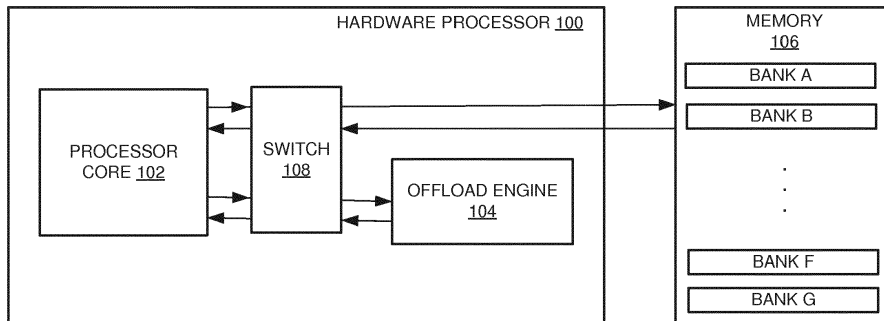 HARDWARE PROCESSOR 100
PROCESSOR
CORE 102
SWITCH
108
OFFLOAD ENGINE
104
MEMORY
106
BANK A
BANK B
.
.
.
BANK F
BANK G